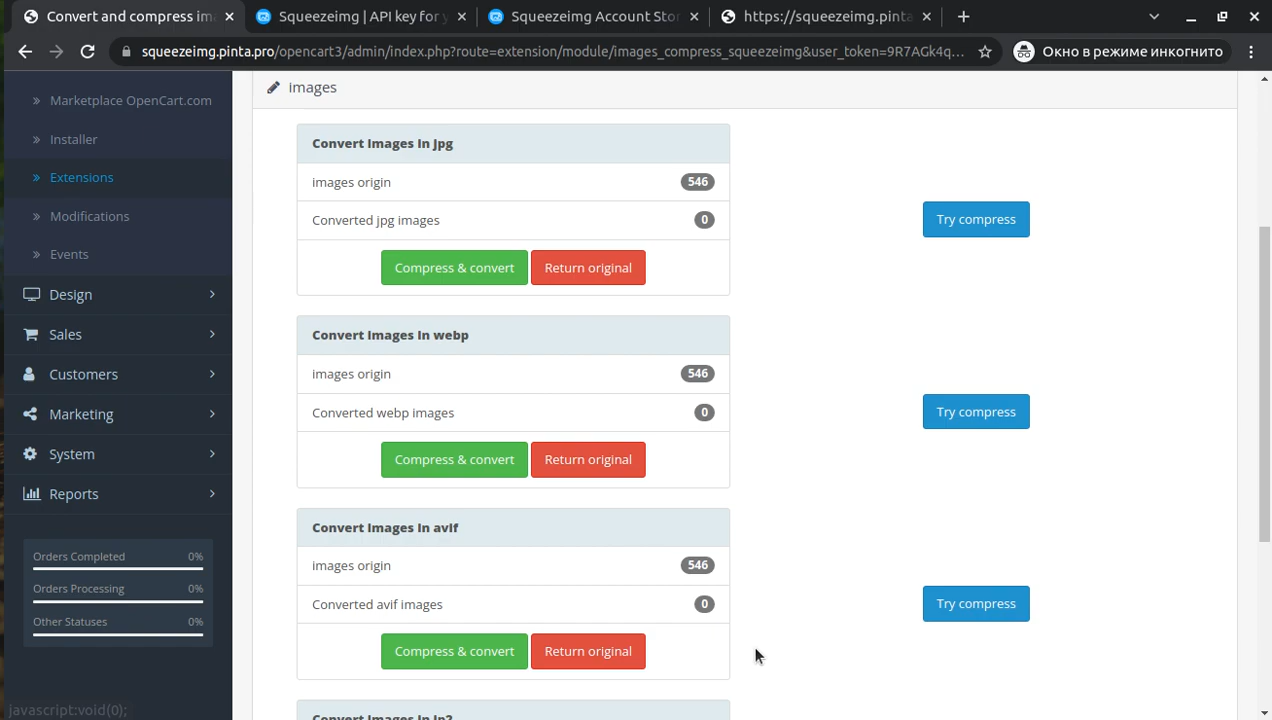 Convert and compress im
Squeezeimg | API key for y
Squeezeimg Account Stor
https://squeezeimg.pinta
squeezeimg.pinta.pro/opencart3/admin/index.php?route=extension/module/images_compress_squeezeimg&user_token=9R7AGk4q...
Окно в режиме инкогнито
Marketplace OpenCart.com
Installer
Extensions
Modifications
Events
Design
Sales
Customers
Marketing
System
Reports
Orders Completed 0%
Orders Processing 0%
Other Statuses 0%
javascript:void(0);
images
Convert Images In jpg
images origin 546
Converted jpg images 0
Compress & convert Return original
Try compress
Convert Images In webp
images origin 546
Converted webp images 0
Compress & convert Return original
Try compress
Convert Images In avif
images origin 546
Converted avif images 0
Compress & convert Return original
Try compress
Convert Images In jp2